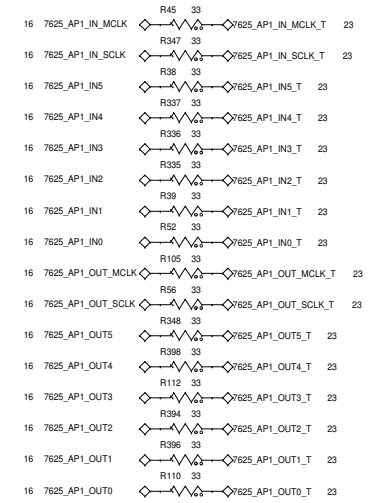 R45 33
16 7625_AP1_IN_MCLK 7625_AP1_IN_MCLK_T 23
R347 33
16 7625_AP1_IN_SCLK 7625_AP1_IN_SCLK_T 23
R38 33
16 7625_AP1_IN5 7625_AP1_IN5_T 23
R337 33
16 7625_AP1_IN4 7625_AP1_IN4_T 23
R336 33
16 7625_AP1_IN3 7625_AP1_IN3_T 23
R335 33
16 7625_AP1_IN2 7625_AP1_IN2_T 23
R39 33
16 7625_AP1_IN1 7625_AP1_IN1_T 23
R52 33
16 7625_AP1_IN0 7625_AP1_IN0_T 23
R105 33
16 7625_AP1_OUT_MCLK 7625_AP1_OUT_MCLK_T 23
R56 33
16 7625_AP1_OUT_SCLK 7625_AP1_OUT_SCLK_T 23
R348 33
16 7625_AP1_OUT5 7625_AP1_OUT5_T 23
R398 33
16 7625_AP1_OUT4 7625_AP1_OUT4_T 23
R112 33
16 7625_AP1_OUT3 7625_AP1_OUT3_T 23
R394 33
16 7625_AP1_OUT2 7625_AP1_OUT2_T 23
R396 33
16 7625_AP1_OUT1 7625_AP1_OUT1_T 23
R110 33
16 7625_AP1_OUT0 7625_AP1_OUT0_T 23